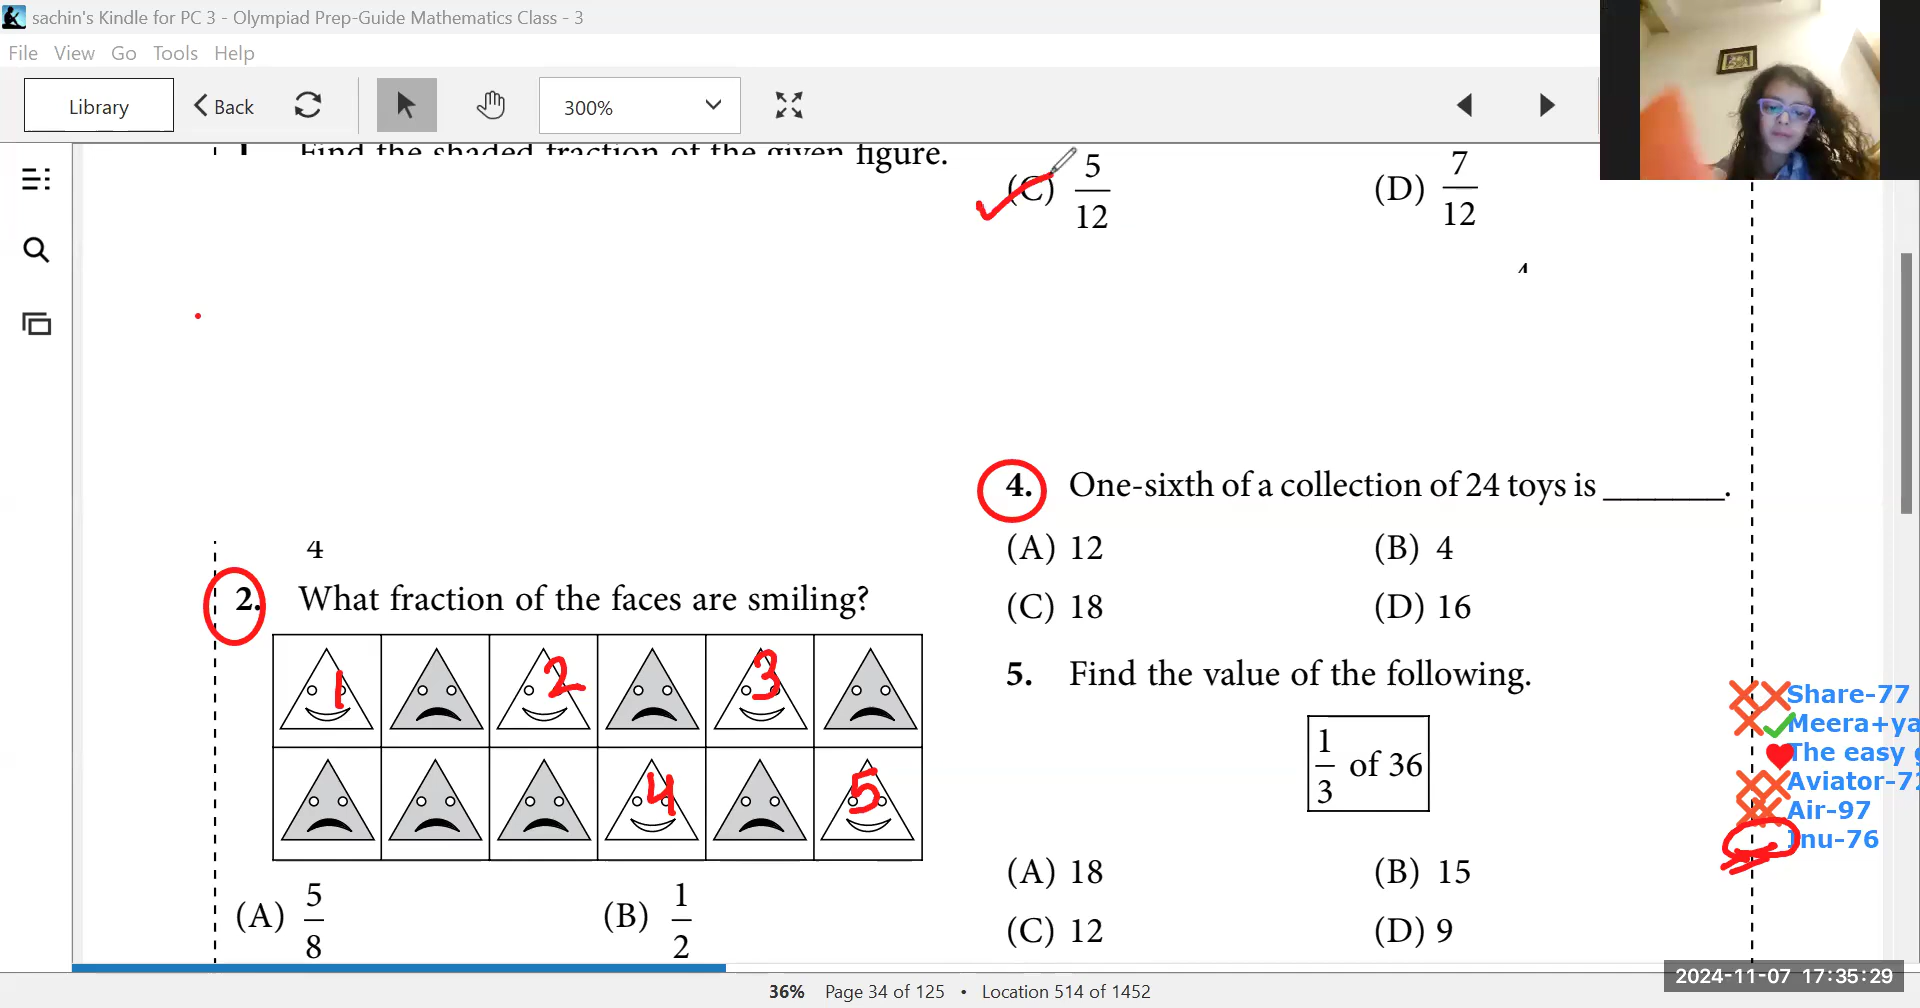 sachin's Kindle for PC 3 - Olympiad Prep-Guide Mathematics Class - 3
File View Go Tools Help
Library Back 300%
1 Find the shaded fraction of the given figure.
4
2. What fraction of the faces are smiling?
1 2 3
4 5
(A) 5/8 (B) 1/2
(C) 5/12 (D) 7/12
4
4. One-sixth of a collection of 24 toys is _______.
(A) 12 (B) 4
(C) 18 (D) 16
5. Find the value of the following.
1/3 of 36
(A) 18 (B) 15
(C) 12 (D) 9
Share-77
Meera+ya
The easy g
Aviator-72
Air-97
Inu-76
2024-11-07 17:35:29
36% Page 34 of 125 • Location 514 of 1452